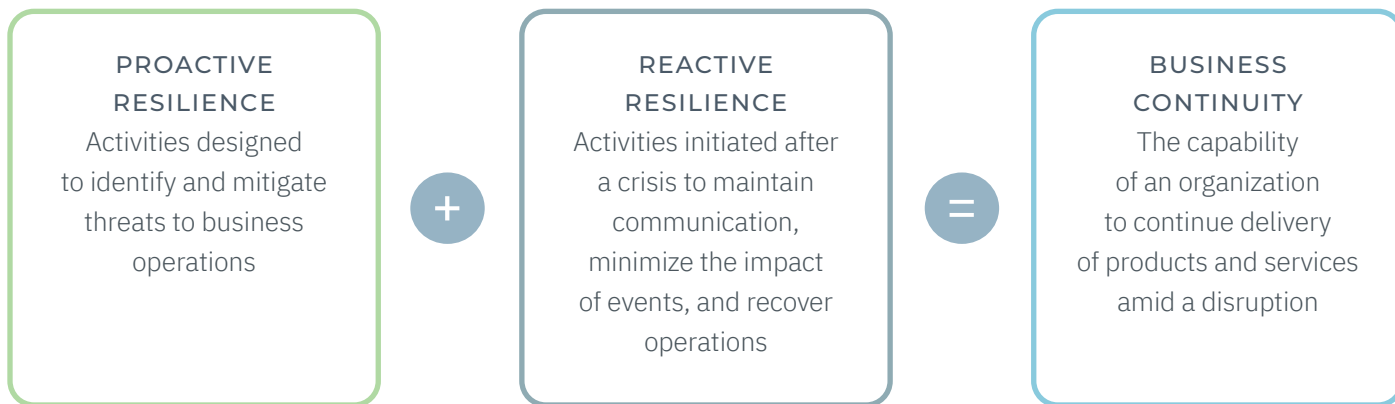 PROACTIVE
RESILIENCE
Activities designed
to identify and mitigate
threats to business
operations
+
REACTIVE
RESILIENCE
Activities initiated after
a crisis to maintain
communication,
minimize the impact
of events, and recover
operations
=
BUSINESS
CONTINUITY
The capability
of an organization
to continue delivery
of products and services
amid a disruption